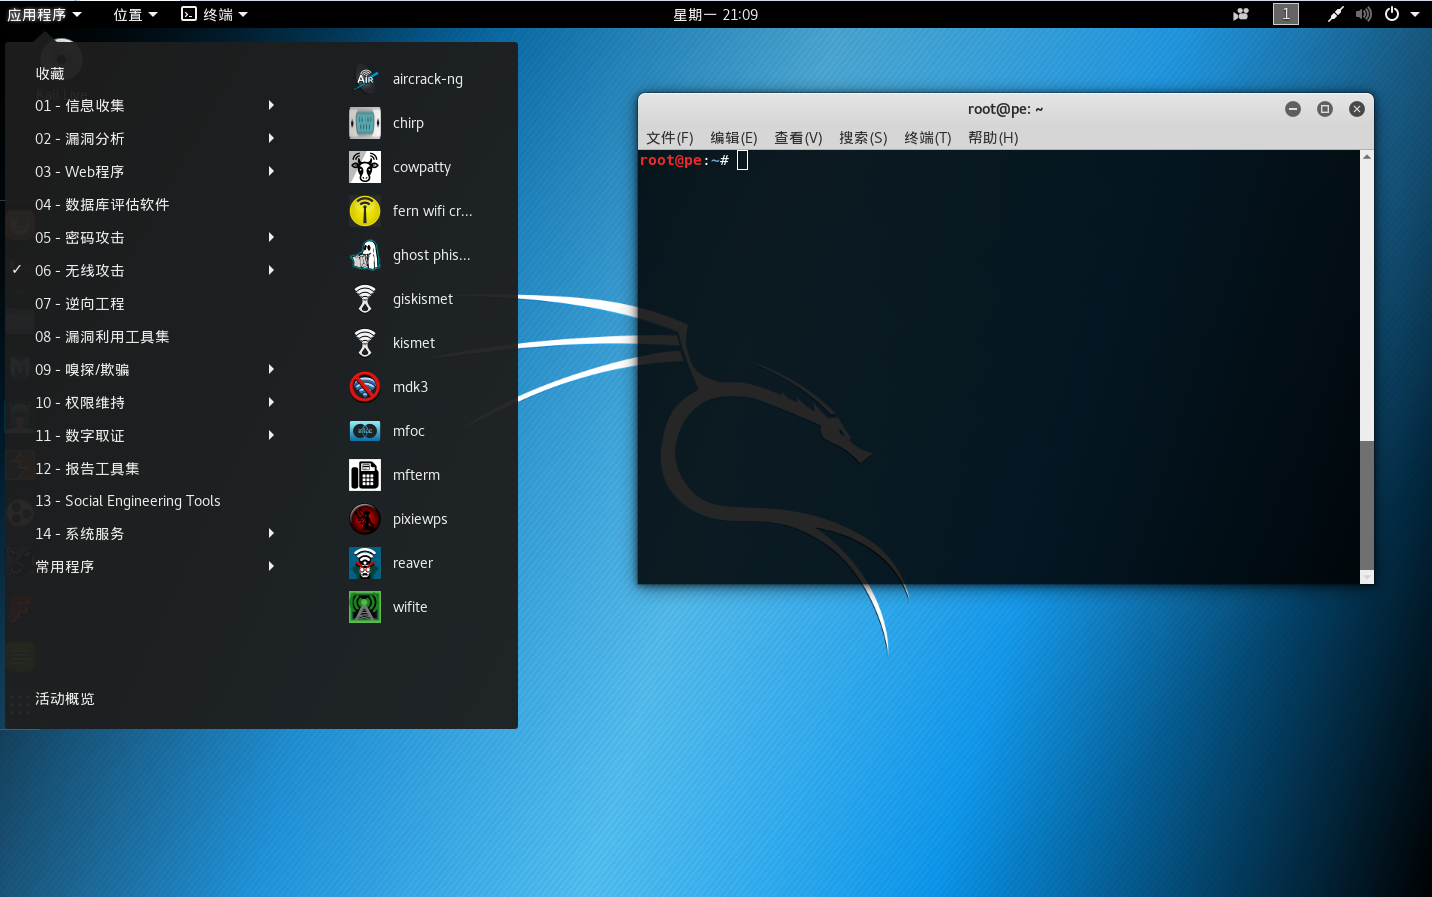 应用程序 位置 终端 星期一 21:09 1
收藏
01 - 信息收集
02 - 漏洞分析
03 - Web程序
04 - 数据库评估软件
05 - 密码攻击
✓ 06 - 无线攻击
07 - 逆向工程
08 - 漏洞利用工具集
09 - 嗅探/欺骗
10 - 权限维持
11 - 数字取证
12 - 报告工具集
13 - Social Engineering Tools
14 - 系统服务
常用程序
活动概览
aircrack-ng
chirp
cowpatty
fern wifi cr...
ghost phis...
giskismet
kismet
mdk3
mfoc
mfterm
pixiewps
reaver
wifite
root@pe: ~
文件(F) 编辑(E) 查看(V) 搜索(S) 终端(T) 帮助(H)
root@pe:~#